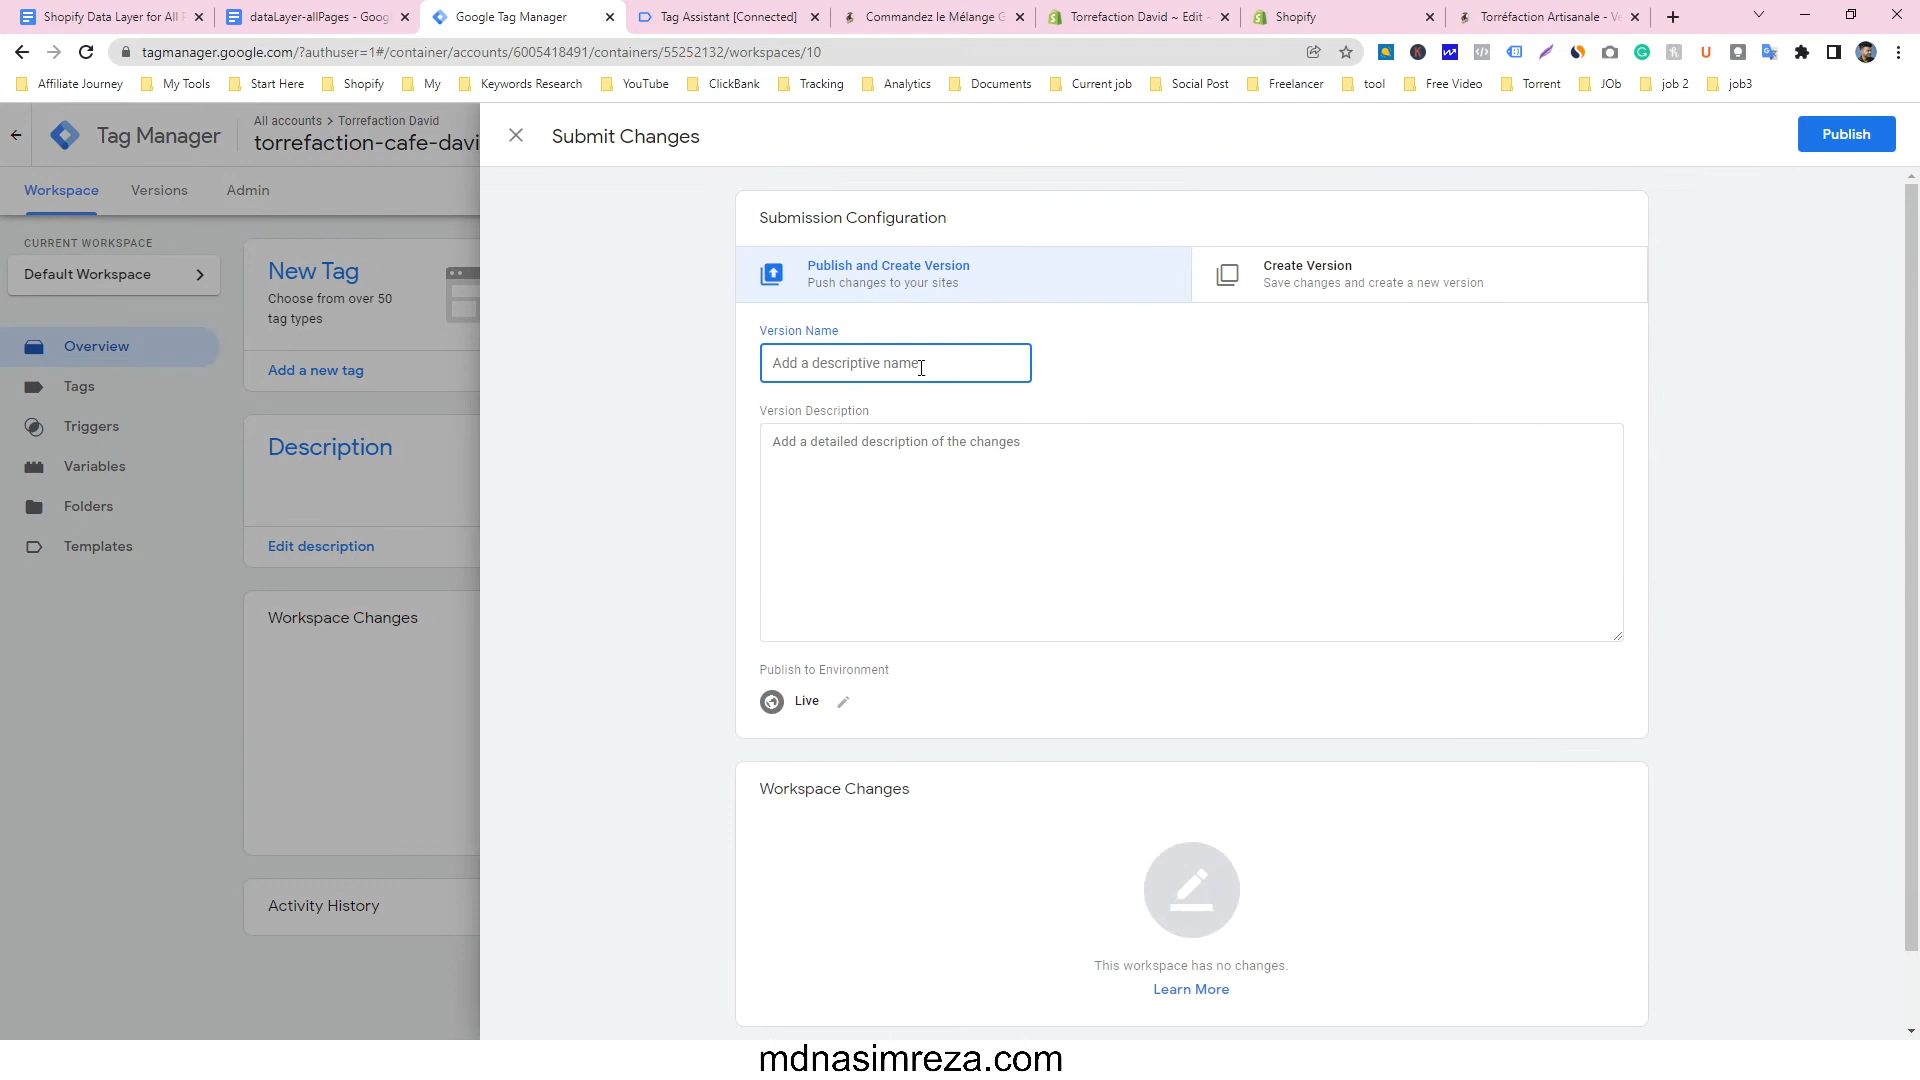 Shopify Data Layer for All
dataLayer-allPages - Goog
Google Tag Manager
Tag Assistant [Connected]
Commandez le Mélange G
Torrefaction David ~ Edit
Shopify
Torréfaction Artisanale - Ve
tagmanager.google.com/?authuser=1#/container/accounts/6005418491/containers/55252132/workspaces/10
Affiliate Journey
My Tools
Start Here
Shopify
My
Keywords Research
YouTube
ClickBank
Tracking
Analytics
Documents
Current job
Social Post
Freelancer
tool
Free Video
Torrent
JOb
job 2
job3
Tag Manager
All accounts > Torrefaction David
torrefaction-cafe-davi
Submit Changes
Publish
Workspace
Versions
Admin
CURRENT WORKSPACE
Default Workspace
Overview
Tags
Triggers
Variables
Folders
Templates
New Tag
Choose from over 50
tag types
Add a new tag
Description
Edit description
Workspace Changes
Activity History
Submission Configuration
Publish and Create Version
Push changes to your sites
Create Version
Save changes and create a new version
Version Name
Add a descriptive name
Version Description
Add a detailed description of the changes
Publish to Environment
Live
Workspace Changes
This workspace has no changes.
Learn More
mdnasimreza.com